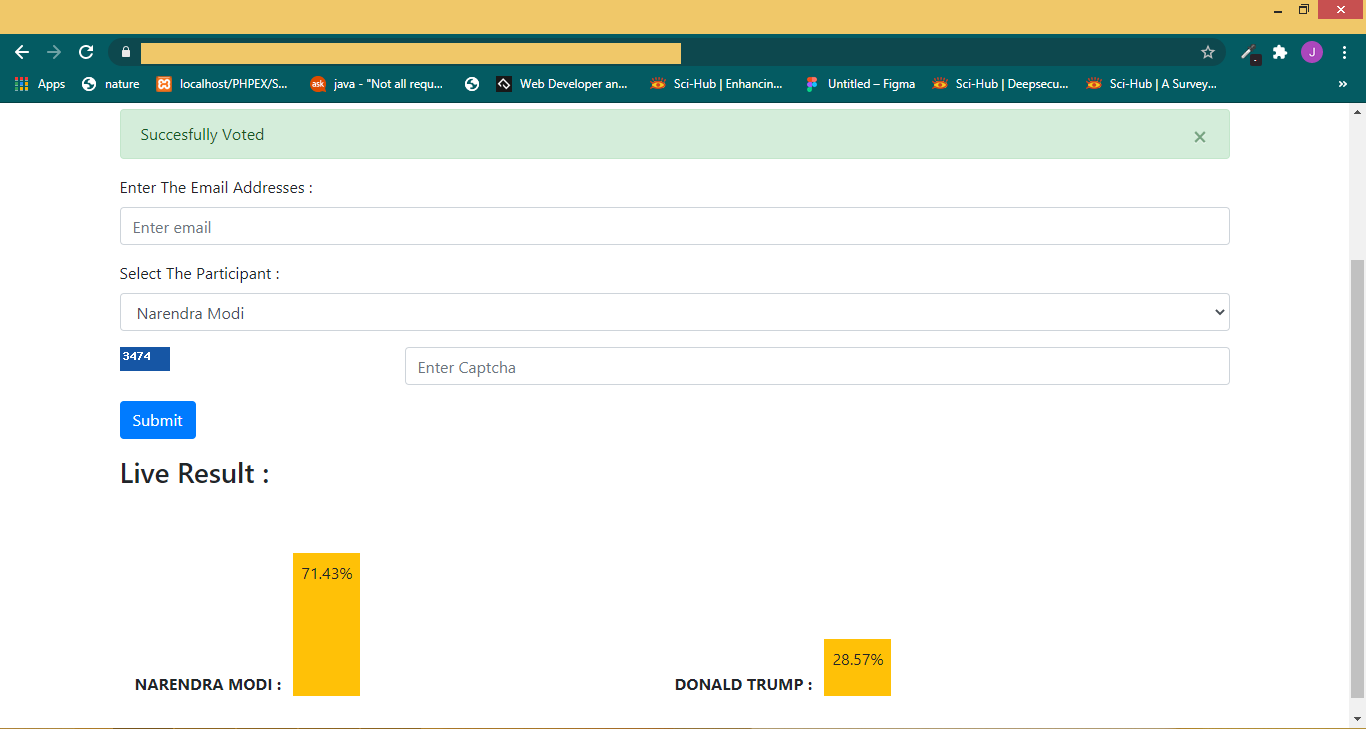 J
Apps nature localhost/PHPEX/S... ask java - "Not all requ... Web Developer an... Sci-Hub | Enhancin... Untitled – Figma Sci-Hub | Deepsecu... Sci-Hub | A Survey... »
Succesfully Voted ×
Enter The Email Addresses :
Enter email
Select The Participant :
Narendra Modi
3474 Enter Captcha
Submit
Live Result :
71.43%
28.57%
NARENDRA MODI : DONALD TRUMP :